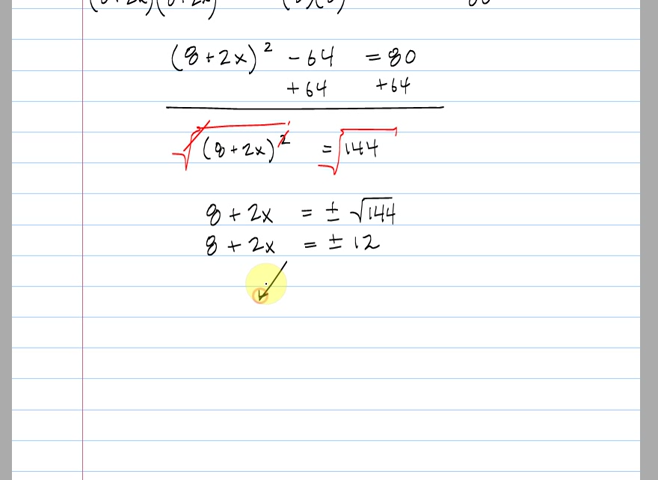 (8+2x)² - 64 = 80
+64 +64
√(8+2x)² = √144
8 + 2x = ± √144
8 + 2x = ± 12